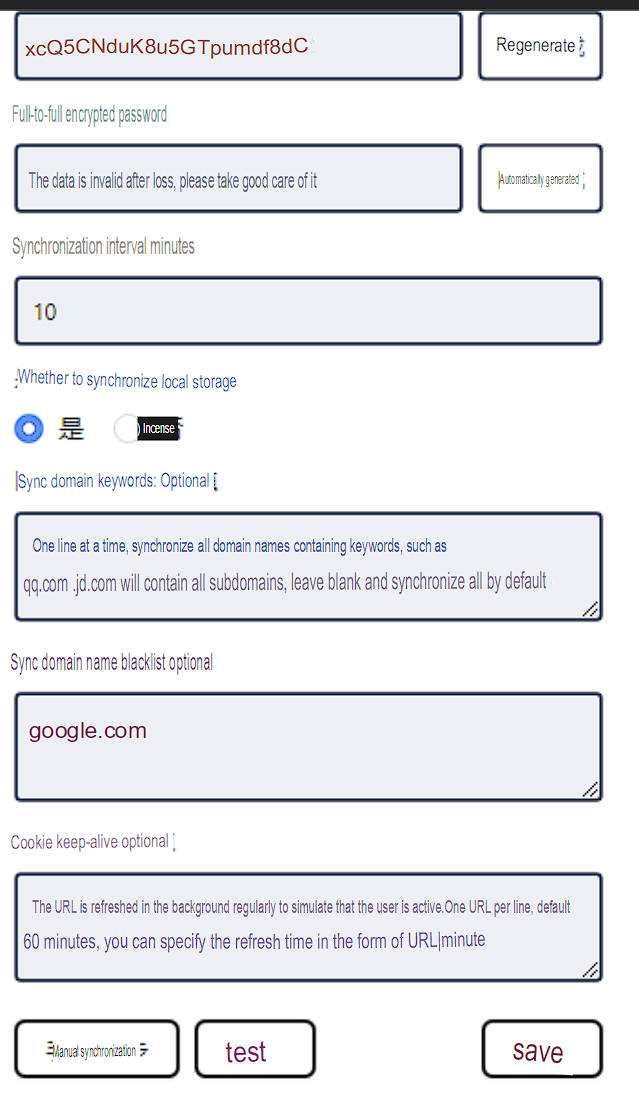 xcQ5CNduK8u5GTpumdf8dC
Regenerate
Full-to-full encrypted password
The data is invalid after loss, please take good care of it
Automatically generated
Synchronization interval minutes
10
Whether to synchronize local storage
是
Incense
Sync domain keywords: Optional
One line at a time, synchronize all domain names containing keywords, such as
qq.com .jd.com will contain all subdomains, leave blank and synchronize all by default
Sync domain name blacklist optional
google.com
Cookie keep-alive optional
The URL is refreshed in the background regularly to simulate that the user is active.One URL per line, default
60 minutes, you can specify the refresh time in the form of URL|minute
Manual synchronization
test
save